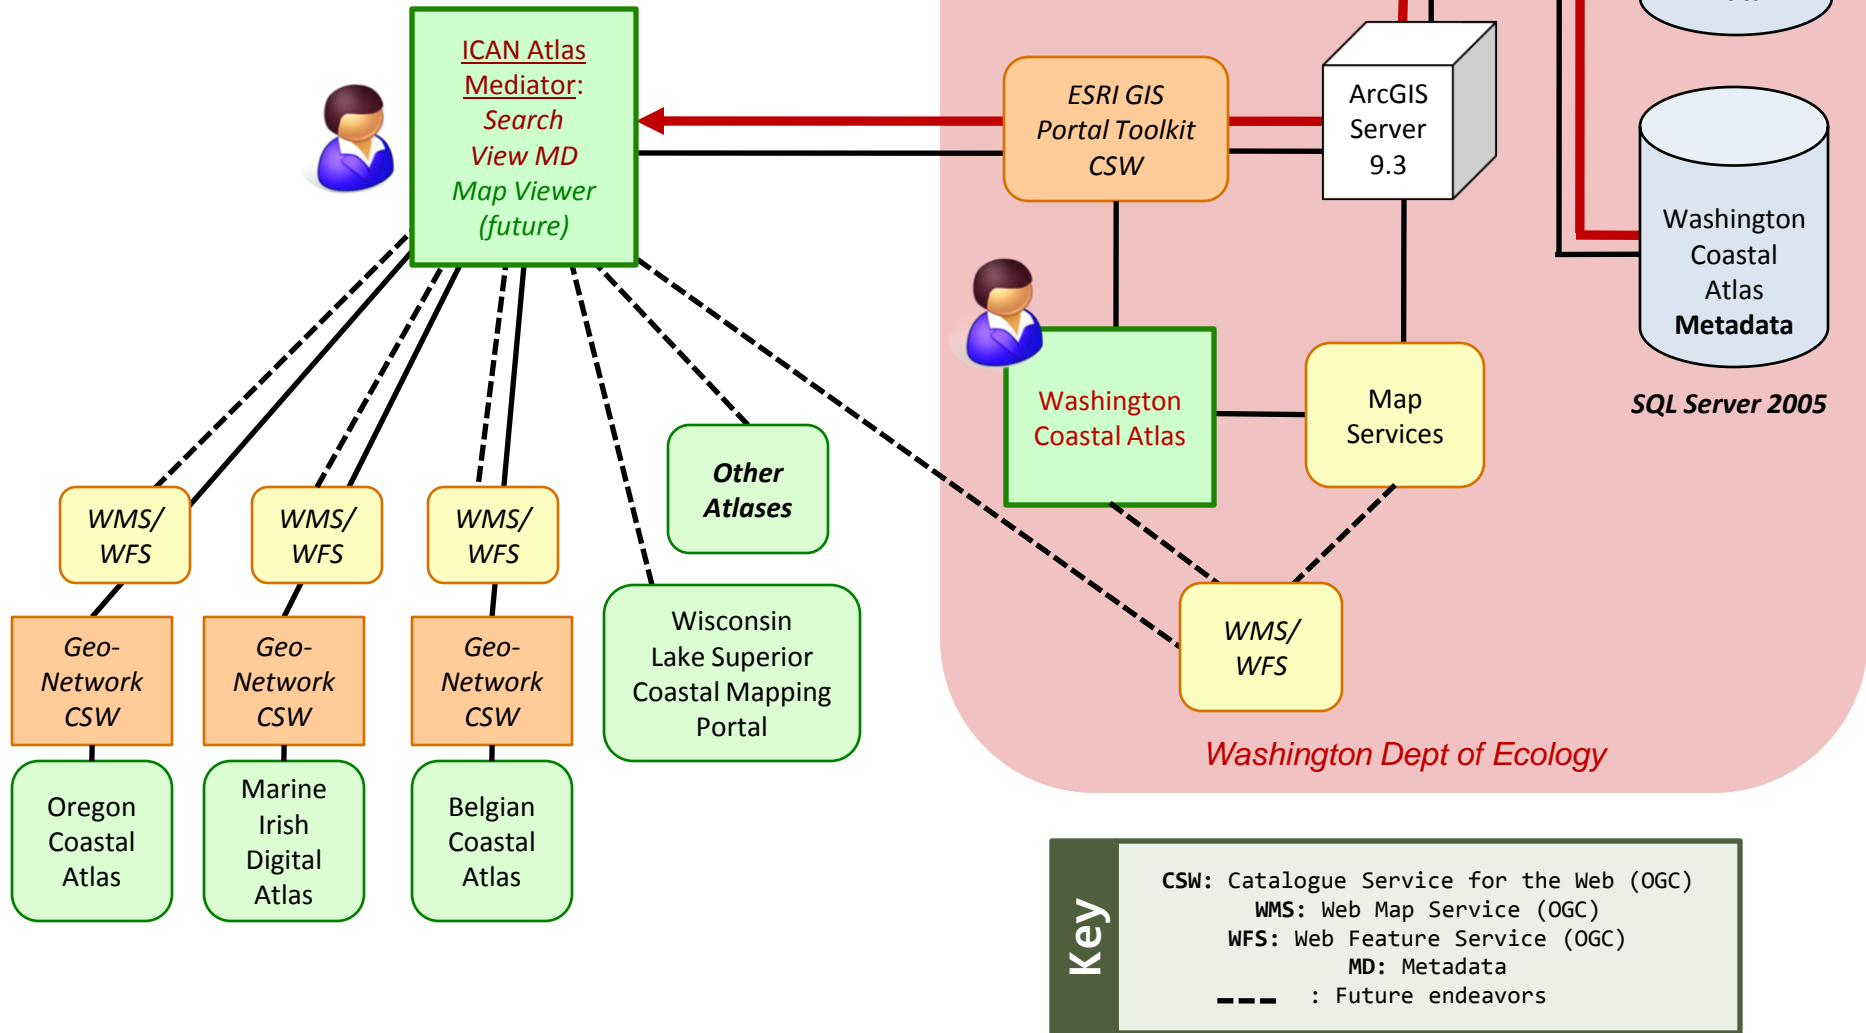 ICAN Atlas
Mediator:
Search
View MD
Map Viewer
(future)
ESRI GIS
Portal Toolkit
CSW
ArcGIS
Server
9.3
Washington
Coastal
Atlas
Metadata
SQL Server 2005
Washington
Coastal Atlas
Map
Services
Other
Atlases
WMS/
WFS
WMS/
WFS
WMS/
WFS
Wisconsin
Lake Superior
Coastal Mapping
Portal
WMS/
WFS
Geo-
Network
CSW
Geo-
Network
CSW
Geo-
Network
CSW
Oregon
Coastal
Atlas
Marine
Irish
Digital
Atlas
Belgian
Coastal
Atlas
Washington Dept of Ecology
Key
CSW: Catalogue Service for the Web (OGC)
WMS: Web Map Service (OGC)
WFS: Web Feature Service (OGC)
MD: Metadata
: Future endeavors